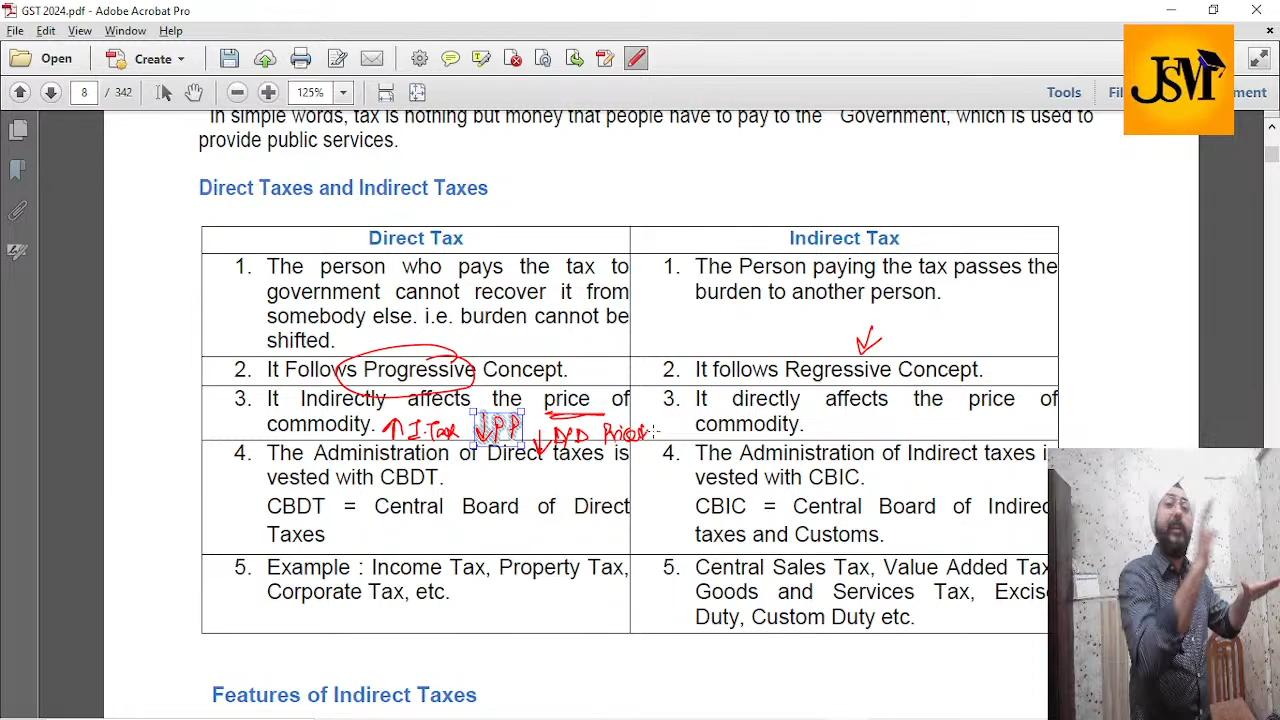 GST 2024.pdf - Adobe Acrobat Pro
File Edit View Window Help
Open Create
8 / 342 125% Tools
JSM
In simple words, tax is nothing but money that people have to pay to the Government, which is used to
provide public services.
Direct Taxes and Indirect Taxes
Direct Tax
1. The person who pays the tax to
government cannot recover it from
somebody else. i.e. burden cannot be
shifted.
2. It Follows Progressive Concept.
3. It Indirectly affects the price of
commodity. ↑ I.Tax ↓PP ↓ DD
4. The Administration of Direct taxes is
vested with CBDT.
CBDT = Central Board of Direct
Taxes
5. Example : Income Tax, Property Tax,
Corporate Tax, etc.
Indirect Tax
1. The Person paying the tax passes the
burden to another person.
2. It follows Regressive Concept.
3. It directly affects the price of
commodity.
4. The Administration of Indirect taxes
vested with CBIC.
CBIC = Central Board of Indirec
taxes and Customs.
5. Central Sales Tax, Value Added Tax
Goods and Services Tax, Excis
Duty, Custom Duty etc.
Features of Indirect Taxes